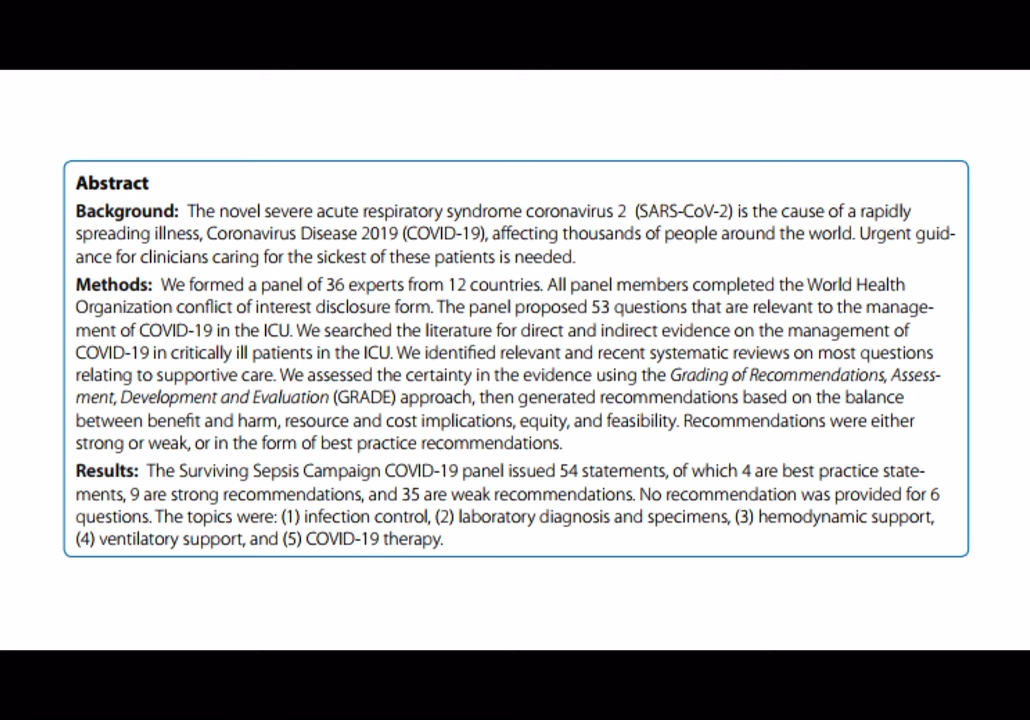 Abstract
Background: The novel severe acute respiratory syndrome coronavirus 2 (SARS-CoV-2) is the cause of a rapidly
spreading illness, Coronavirus Disease 2019 (COVID-19), affecting thousands of people around the world. Urgent guid-
ance for clinicians caring for the sickest of these patients is needed.
Methods: We formed a panel of 36 experts from 12 countries. All panel members completed the World Health
Organization conflict of interest disclosure form. The panel proposed 53 questions that are relevant to the manage-
ment of COVID-19 in the ICU. We searched the literature for direct and indirect evidence on the management of
COVID-19 in critically ill patients in the ICU. We identified relevant and recent systematic reviews on most questions
relating to supportive care. We assessed the certainty in the evidence using the Grading of Recommendations, Assess-
ment, Development and Evaluation (GRADE) approach, then generated recommendations based on the balance
between benefit and harm, resource and cost implications, equity, and feasibility. Recommendations were either
strong or weak, or in the form of best practice recommendations.
Results: The Surviving Sepsis Campaign COVID-19 panel issued 54 statements, of which 4 are best practice state-
ments, 9 are strong recommendations, and 35 are weak recommendations. No recommendation was provided for 6
questions. The topics were: (1) infection control, (2) laboratory diagnosis and specimens, (3) hemodynamic support,
(4) ventilatory support, and (5) COVID-19 therapy.